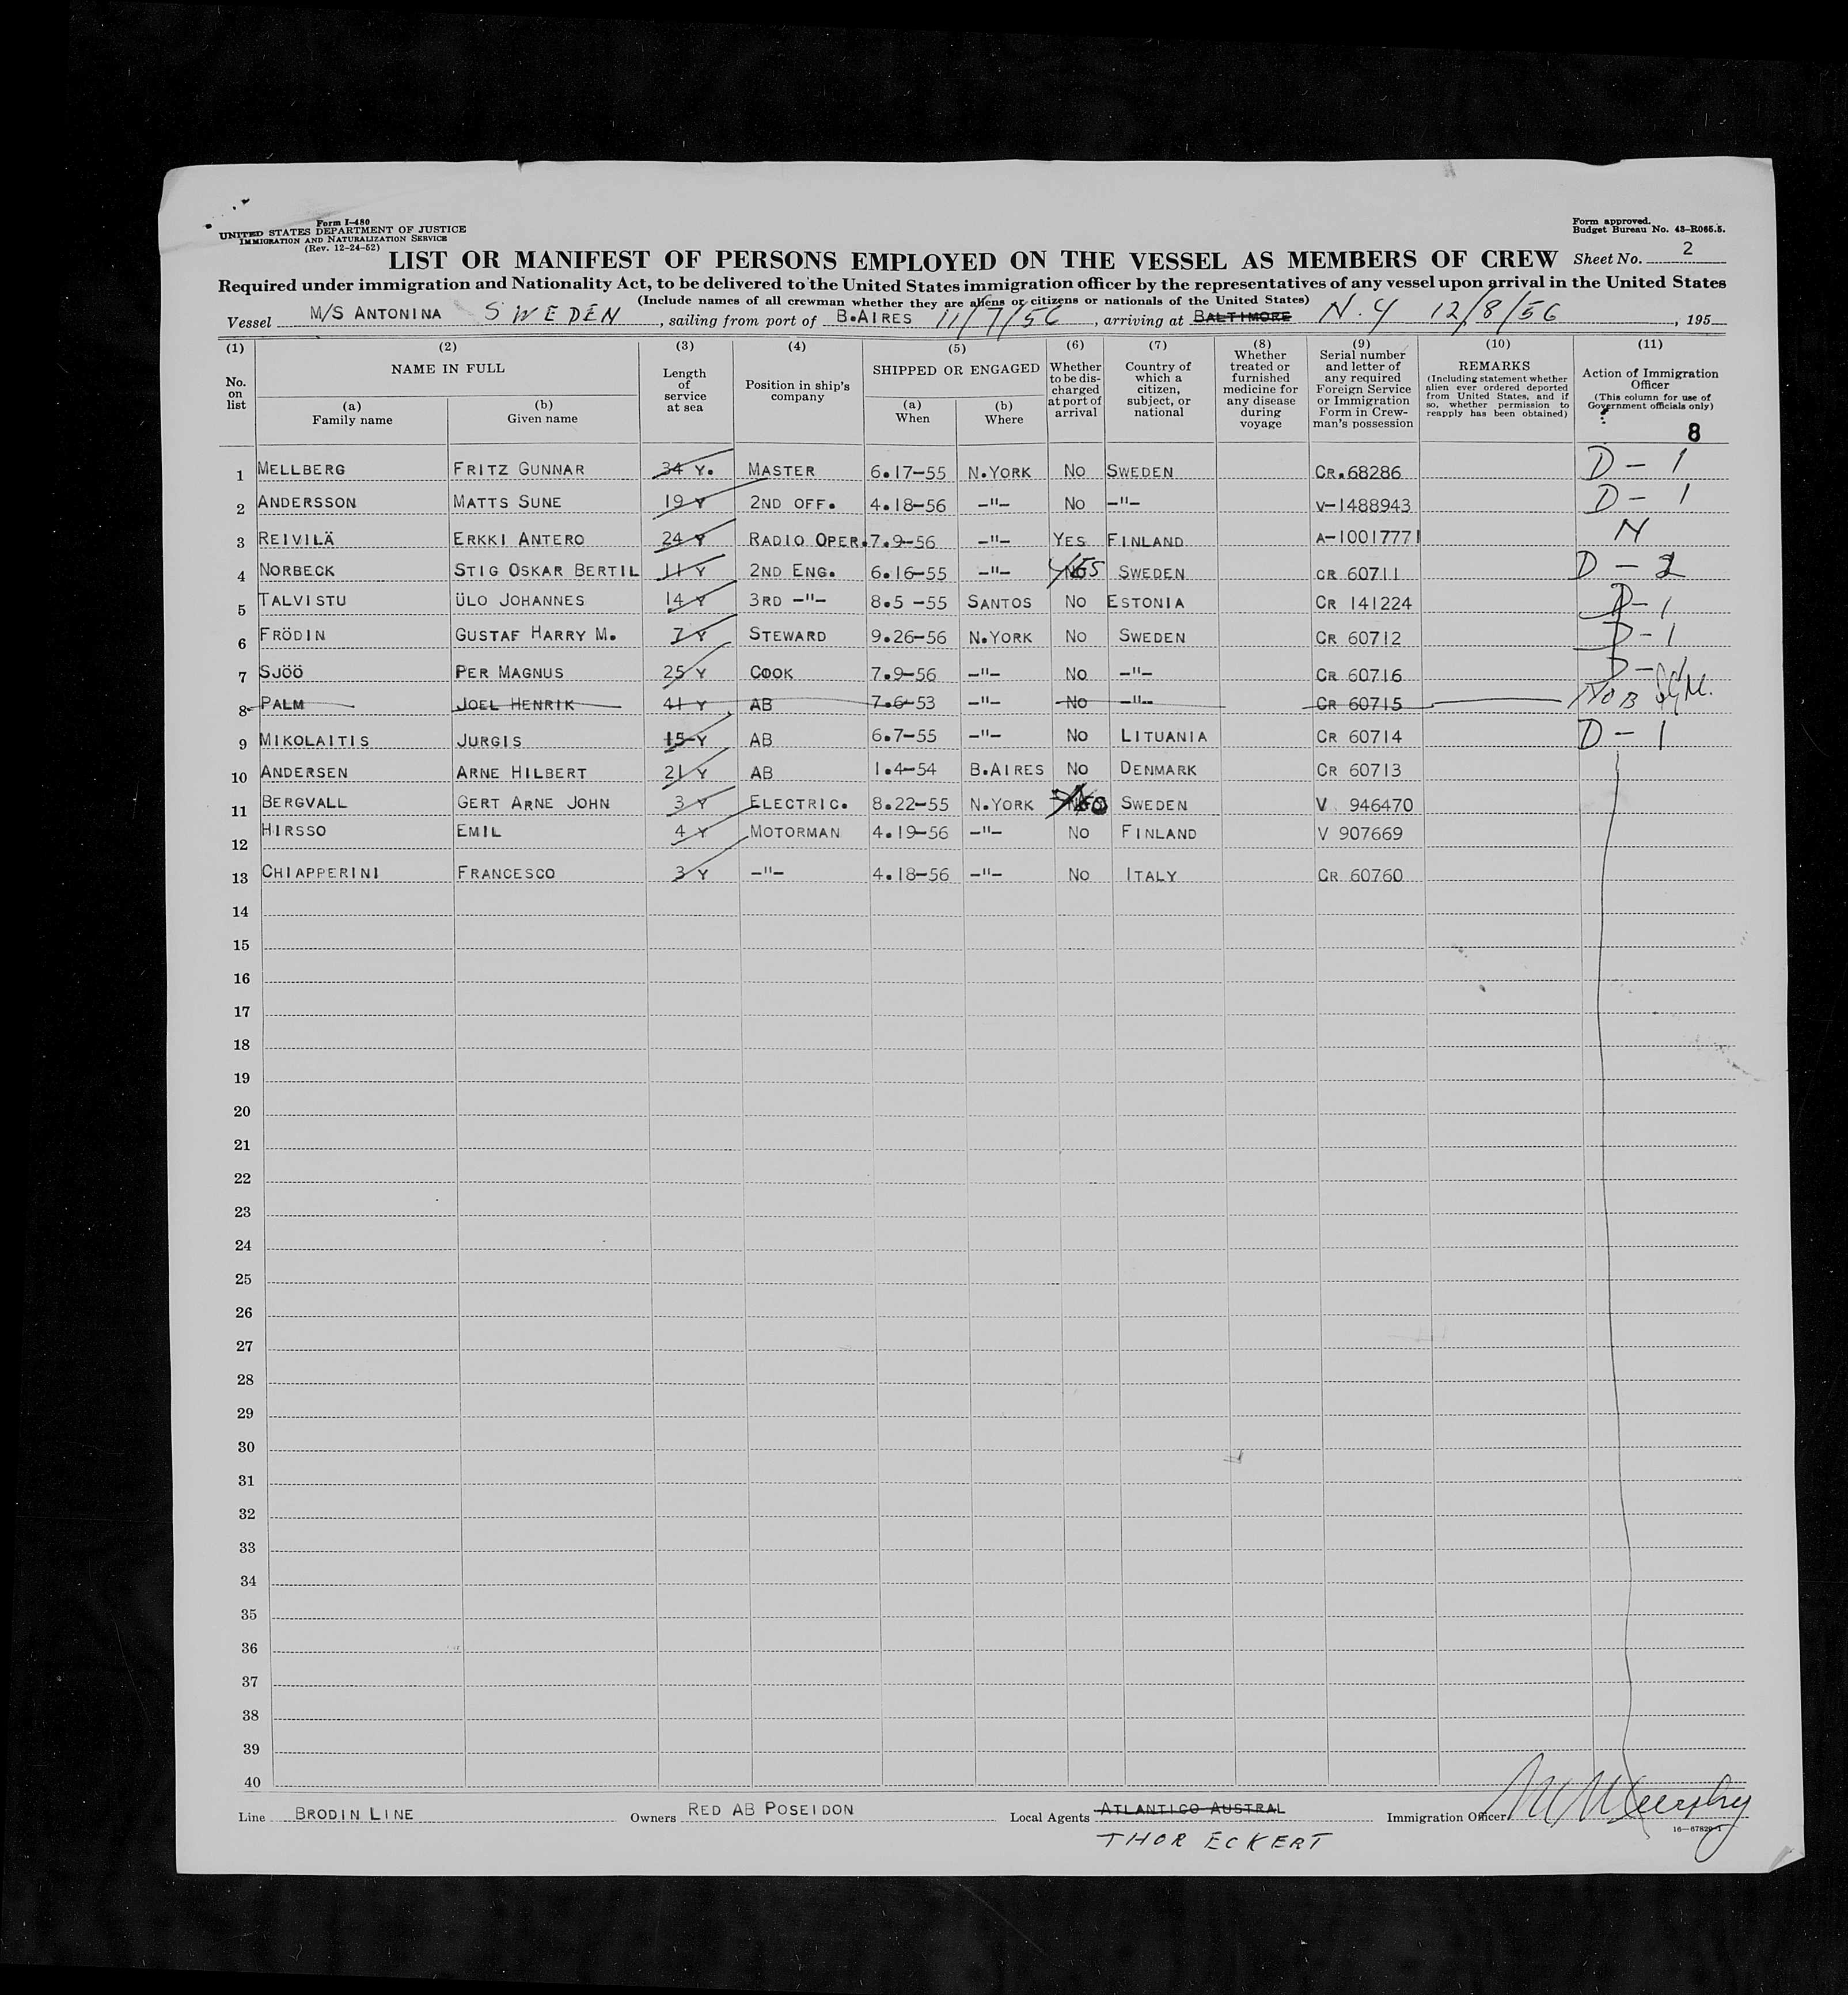 Form I-480
UNITED STATES DEPARTMENT OF JUSTICE
IMMIGRATION AND NATURALIZATION SERVICE
(Rev. 12-24-52)
Form approved.
Budget Bureau No. 43-R065.5.
LIST OR MANIFEST OF PERSONS EMPLOYED ON THE VESSEL AS MEMBERS OF CREW Sheet No. 2
Required under immigration and Nationality Act, to be delivered to the United States immigration officer by the representatives of any vessel upon arrival in the United States
(Include names of all crewman whether they are aliens or citizens or nationals of the United States)
Vessel M/S ANTONINA SWEDEN, sailing from port of B.AIRES 11/7/56, arriving at BALTIMORE N.Y 12/8/56, 195
(1) (2) (3) (4) (5) (6) (7) (8) (9) (10) (11)
No. on list
NAME IN FULL
(a) Family name
(b) Given name
Length of service at sea
Position in ship's company
SHIPPED OR ENGAGED
(a) When
(b) Where
Whether to be discharged at port of arrival
Country of which a citizen, subject, or national
Whether treated or furnished medicine for any disease during voyage
Serial number and letter of any required Foreign Service or Immigration Form in Crewman's possession
REMARKS
(Including statement whether alien ever ordered deported from United States, and if so, whether permission to reapply has been obtained)
Action of Immigration Officer
(This column for use of Government officials only)
8
1 MELLBERG FRITZ GUNNAR 34 Y. MASTER 6.17-55 N.YORK NO SWEDEN CR.68286 D - 1
2 ANDERSSON MATTS SUNE 19 Y 2ND OFF. 4.18-56 -"- NO -"- V-1488943 D - 1
3 REIVILÄ ERKKI ANTERO 24 Y RADIO OPER. 7.9-56 -"- YES FINLAND A-10017771 N
4 NORBECK STIG OSKAR BERTIL 11 Y 2ND ENG. 6.16-55 -"- NO YES SWEDEN CR 60711 D - 2
5 TALVISTU ÜLO JOHANNES 14 Y 3RD -"- 8.5 -55 SANTOS NO ESTONIA CR 141224 D - 1
6 FRÖDIN GUSTAF HARRY M. 7 Y STEWARD 9.26-56 N.YORK NO SWEDEN CR 60712 D - 1
7 SJÖÖ PER MAGNUS 25 Y COOK 7.9-56 -"- NO -"- CR 60716 D -
8 PALM JOEL HENRIK 41 Y AB 7.6-53 -"- NO -"- CR 60715 NOB
9 MIKOLAITIS JURGIS 15 Y AB 6.7-55 -"- NO LITUANIA CR 60714 D - 1
10 ANDERSEN ARNE HILBERT 21 Y AB 1.4-54 B.AIRES NO DENMARK CR 60713
11 BERGVALL GERT ARNE JOHN 3 Y ELECTRIC. 8.22-55 N.YORK NO SWEDEN V 946470
12 HIRSSO EMIL 4 Y MOTORMAN 4.19-56 -"- NO FINLAND V 907669
13 CHIAPPERINI FRANCESCO 3 Y -"- 4.18-56 -"- NO ITALY CR 60760
14
15
16
17
18
19
20
21
22
23
24
25
26
27
28
29
30
31
32
33
34
35
36
37
38
39
40
Line BRODIN LINE Owners RED AB POSEIDON Local Agents ATLANTICO AUSTRAL Immigration Officer M Murphy
THOR ECKERT
16-67820-1